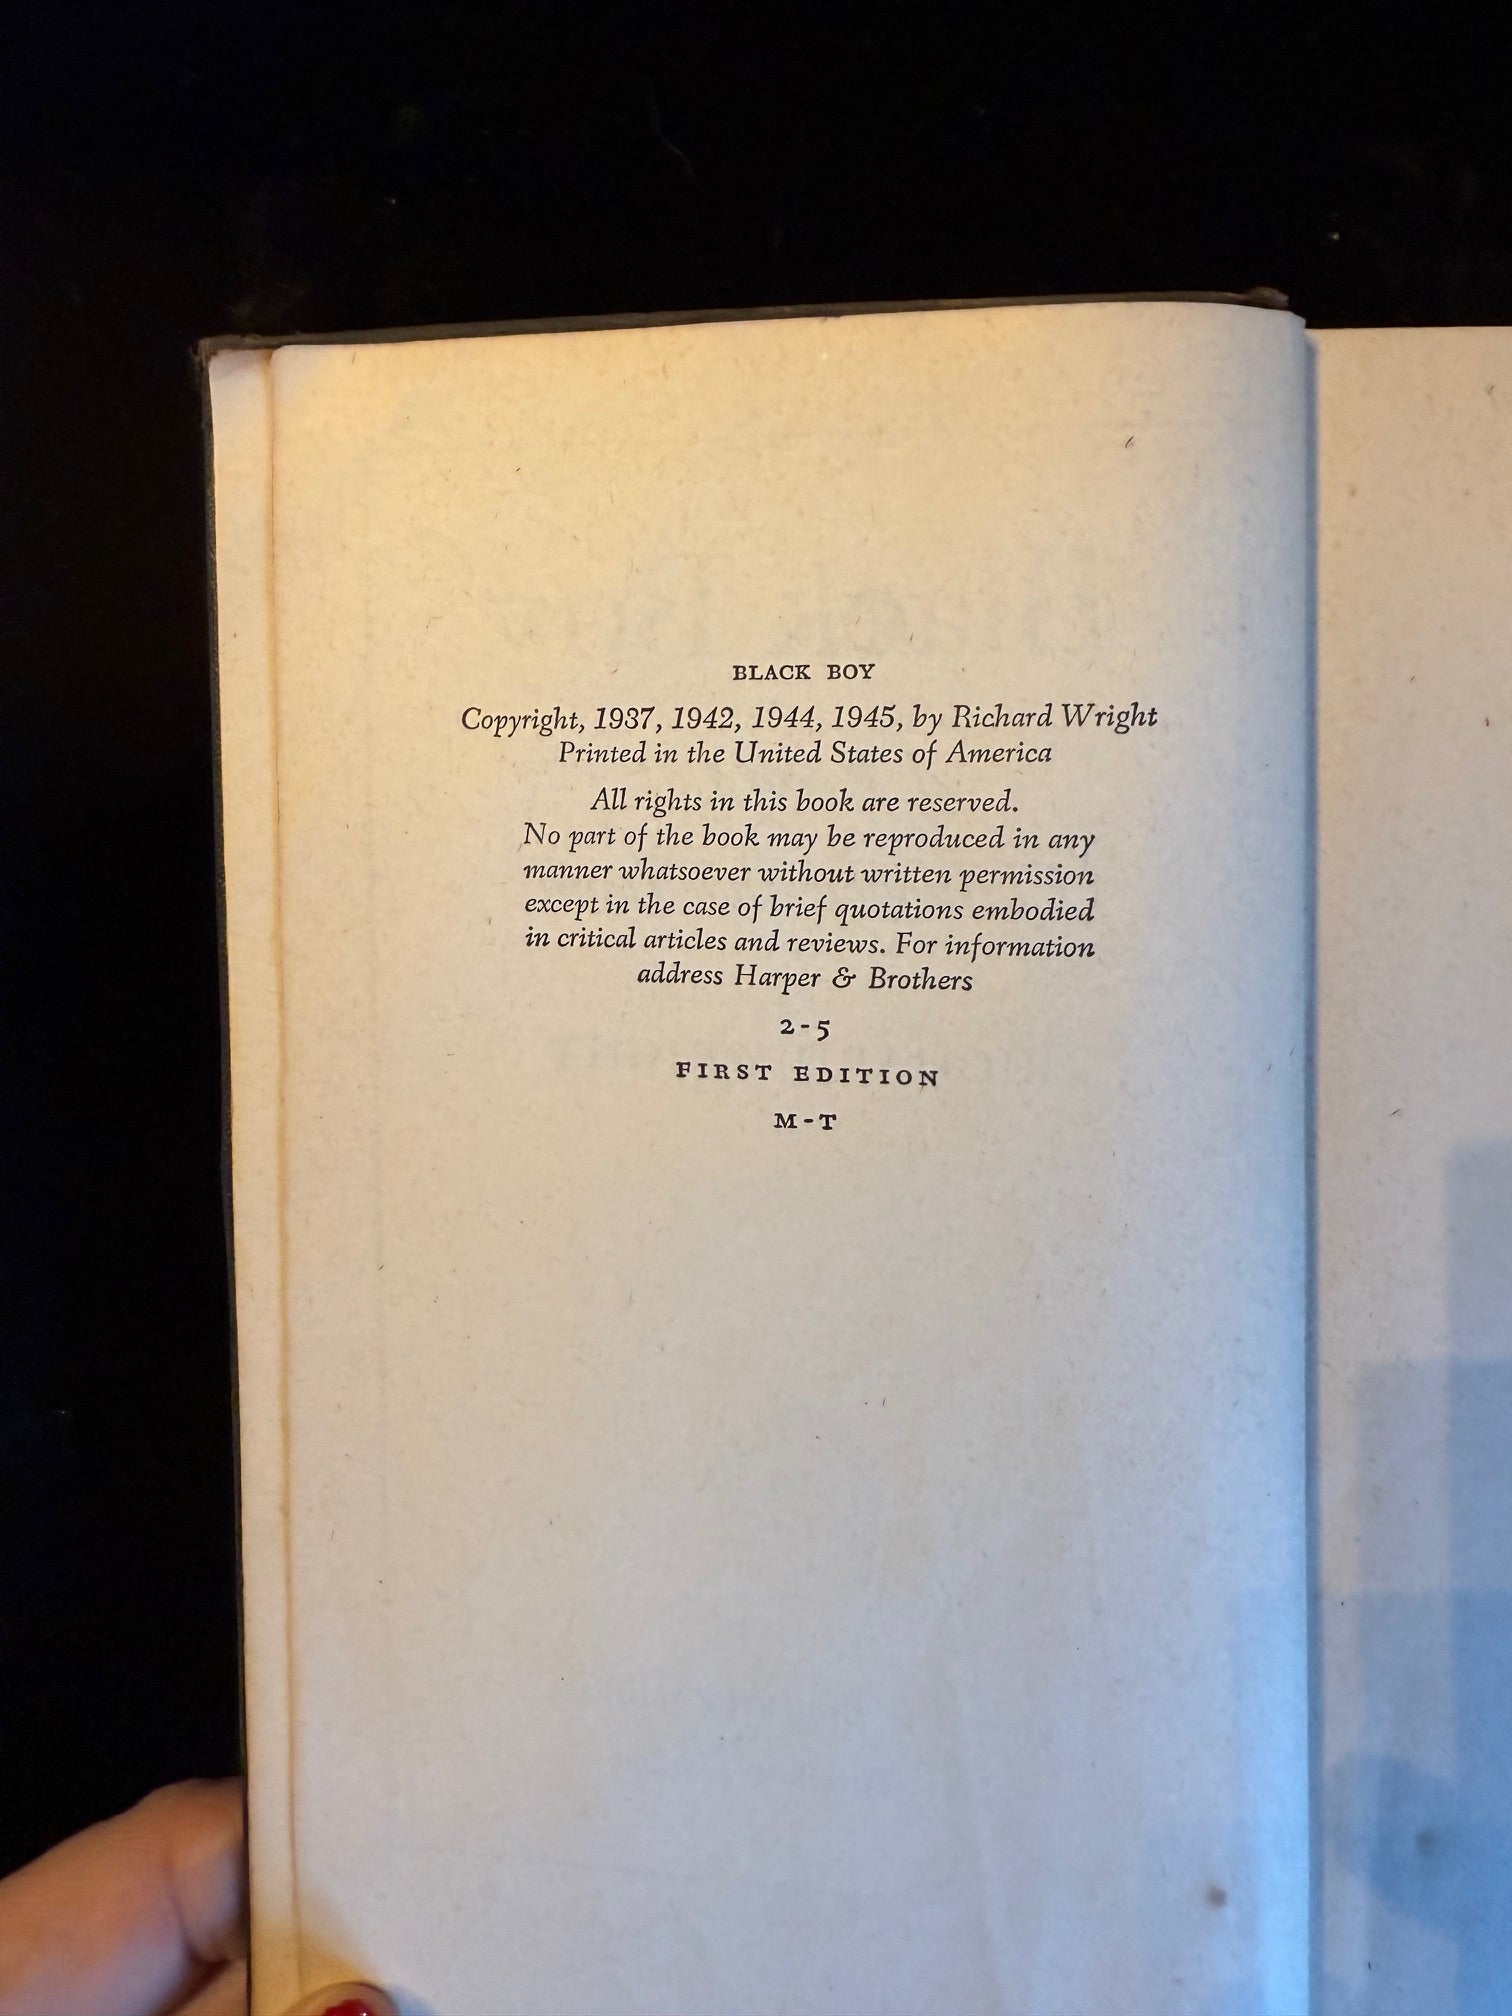 BLACK BOY
Copyright, 1937, 1942, 1944, 1945, by Richard Wright
Printed in the United States of America
All rights in this book are reserved.
No part of the book may be reproduced in any
manner whatsoever without written permission
except in the case of brief quotations embodied
in critical articles and reviews. For information
address Harper & Brothers
2-5
FIRST EDITION
M-T